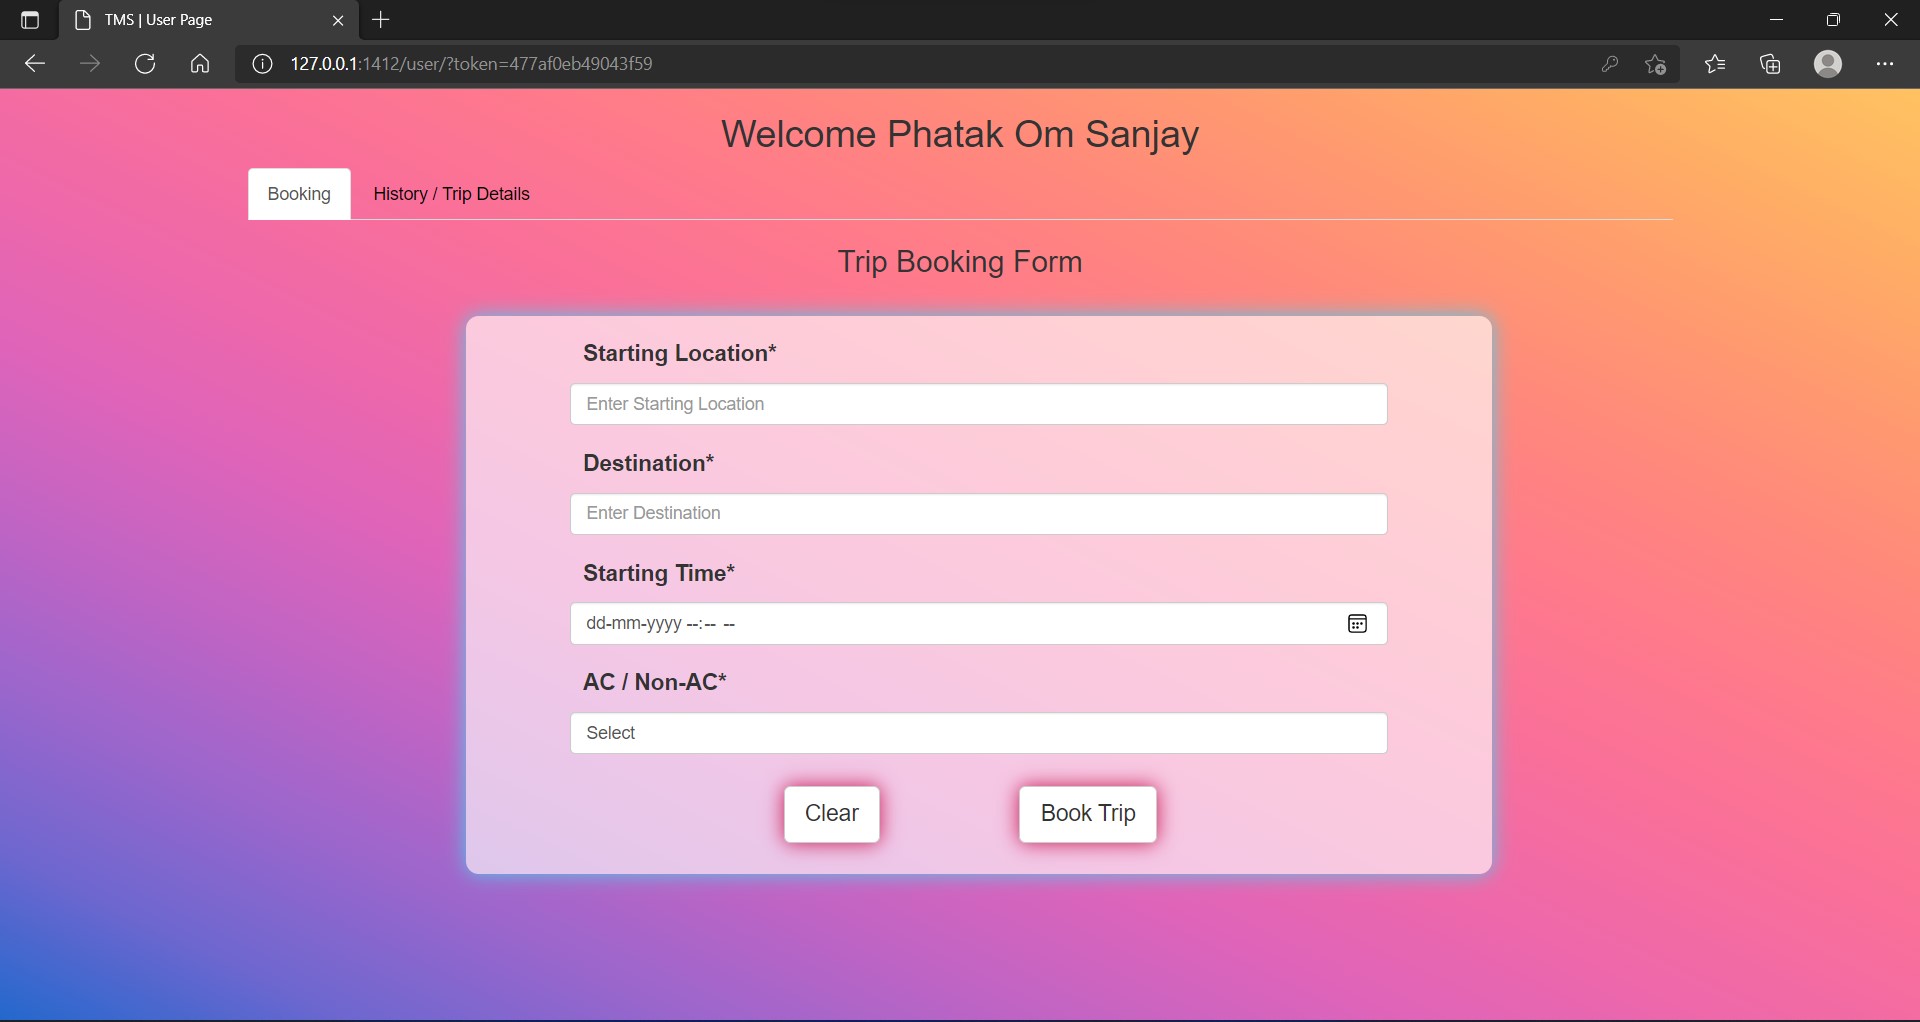 TMS | User Page
127.0.0.1:1412/user/?token=477af0eb49043f59
Welcome Phatak Om Sanjay
Booking
History / Trip Details
Trip Booking Form
Starting Location*
Enter Starting Location
Destination*
Enter Destination
Starting Time*
dd-mm-yyyy --:-- --
AC / Non-AC*
Select
Clear
Book Trip